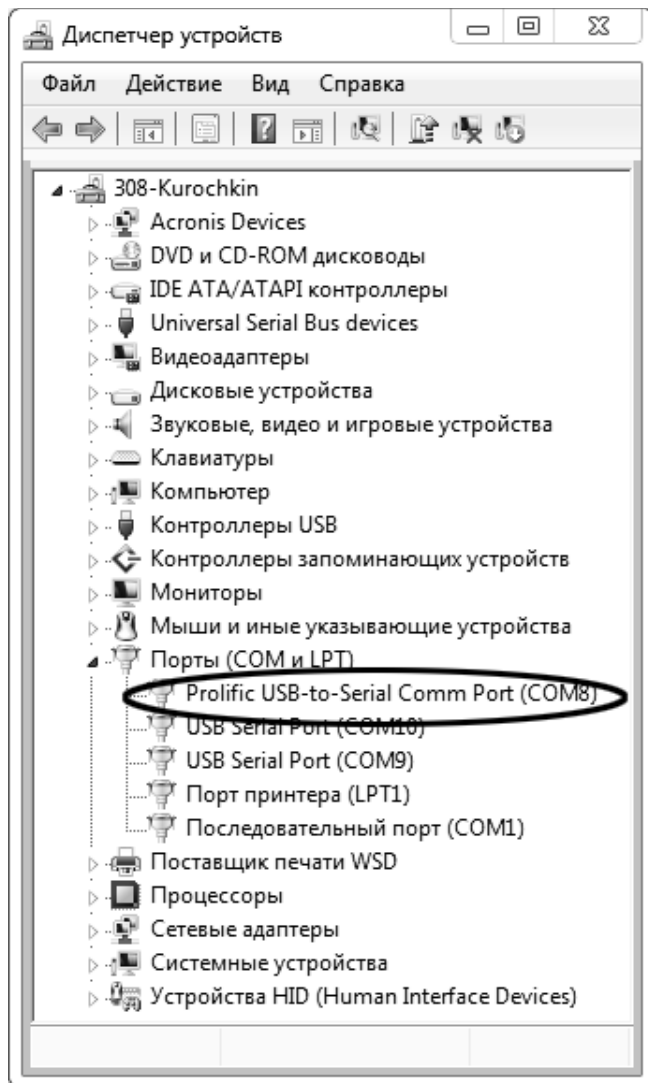 Диспетчер устройств
Файл Действие Вид Справка
308-Kurochkin
Acronis Devices
DVD и CD-ROM дисководы
IDE ATA/ATAPI контроллеры
Universal Serial Bus devices
Видеоадаптеры
Дисковые устройства
Звуковые, видео и игровые устройства
Клавиатуры
Компьютер
Контроллеры USB
Контроллеры запоминающих устройств
Мониторы
Мыши и иные указывающие устройства
Порты (COM и LPT)
Prolific USB-to-Serial Comm Port (COM8)
USB Serial Port (COM10)
USB Serial Port (COM9)
Порт принтера (LPT1)
Последовательный порт (COM1)
Поставщик печати WSD
Процессоры
Сетевые адаптеры
Системные устройства
Устройства HID (Human Interface Devices)